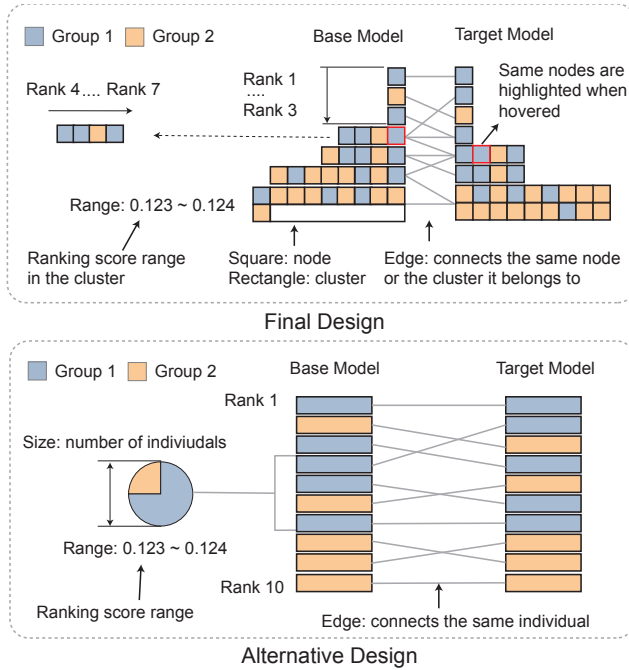 Group 1 Group 2
Base Model
Target Model
Rank 4.... Rank 7
Rank 1
....
Rank 3
Same nodes are
highlighted when
hovered
Range: 0.123 ~ 0.124
Ranking score range
in the cluster
Square: node
Rectangle: cluster
Edge: connects the same node
or the cluster it belongs to
Final Design
Group 1 Group 2
Base Model
Target Model
Rank 1
Size: number of indiviudals
Range: 0.123 ~ 0.124
Ranking score range
Rank 10
Edge: connects the same individual
Alternative Design